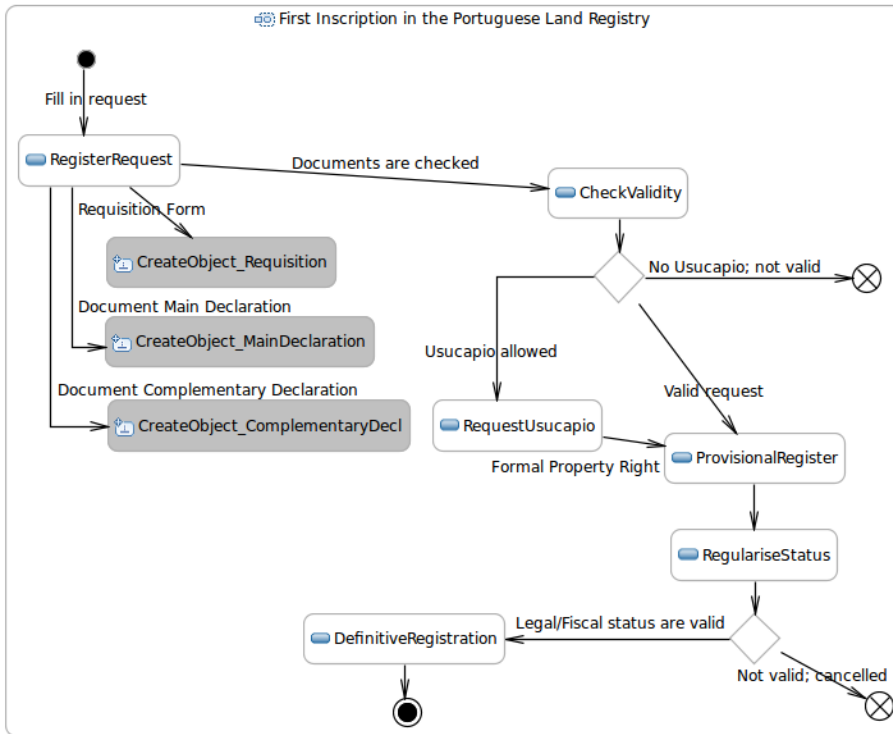 First Inscription in the Portuguese Land Registry
Fill in request
RegisterRequest
Documents are checked
CheckValidity
Requisition Form
CreateObject_Requisition
No Usucapio; not valid
Document Main Declaration
CreateObject_MainDeclaration
Usucapio allowed
Document Complementary Declaration
Valid request
CreateObject_ComplementaryDecl
RequestUsucapio
Formal Property Right
ProvisionalRegister
RegulariseStatus
Legal/Fiscal status are valid
DefinitiveRegistration
Not valid; cancelled